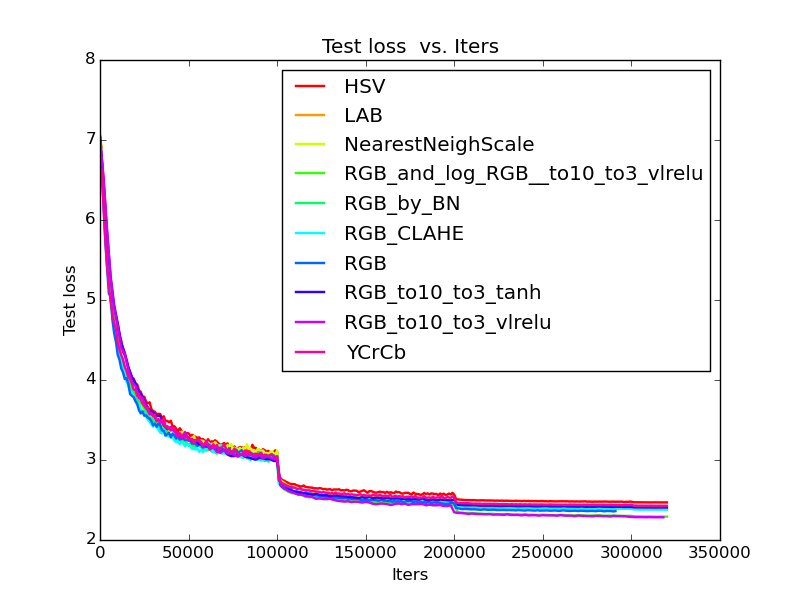 Test loss  vs. Iters
8
7
6
5
4
3
2
Test loss
HSV
LAB
NearestNeighScale
RGB_and_log_RGB__to10_to3_vlrelu
RGB_by_BN
RGB_CLAHE
RGB
RGB_to10_to3_tanh
RGB_to10_to3_vlrelu
YCrCb
0 50000 100000 150000 200000 250000 300000 350000
Iters